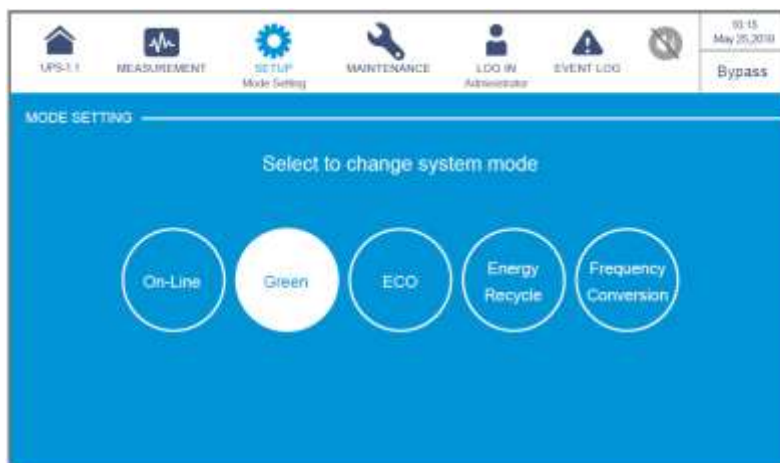 10:15
May 25,2018
UPS-1.1
MEASUREMENT
SETUP
Mode Setting
MAINTENANCE
LOG IN
Administrator
EVENT LOG
Bypass
MODE SETTING
Select to change system mode
On-Line
Green
ECO
Energy
Recycle
Frequency
Conversion